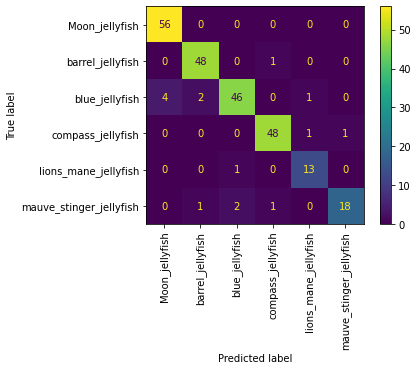 Moon_jellyfish 56 0 0 0 0 0
barrel_jellyfish 0 48 0 1 0 0
blue_jellyfish 4 2 46 0 1 0
compass_jellyfish 0 0 0 48 1 1
lions_mane_jellyfish 0 0 1 0 13 0
mauve_stinger_jellyfish 0 1 2 1 0 18
True label
Moon_jellyfish
barrel_jellyfish
blue_jellyfish
compass_jellyfish
lions_mane_jellyfish
mauve_stinger_jellyfish
Predicted label
50
40
30
20
10
0